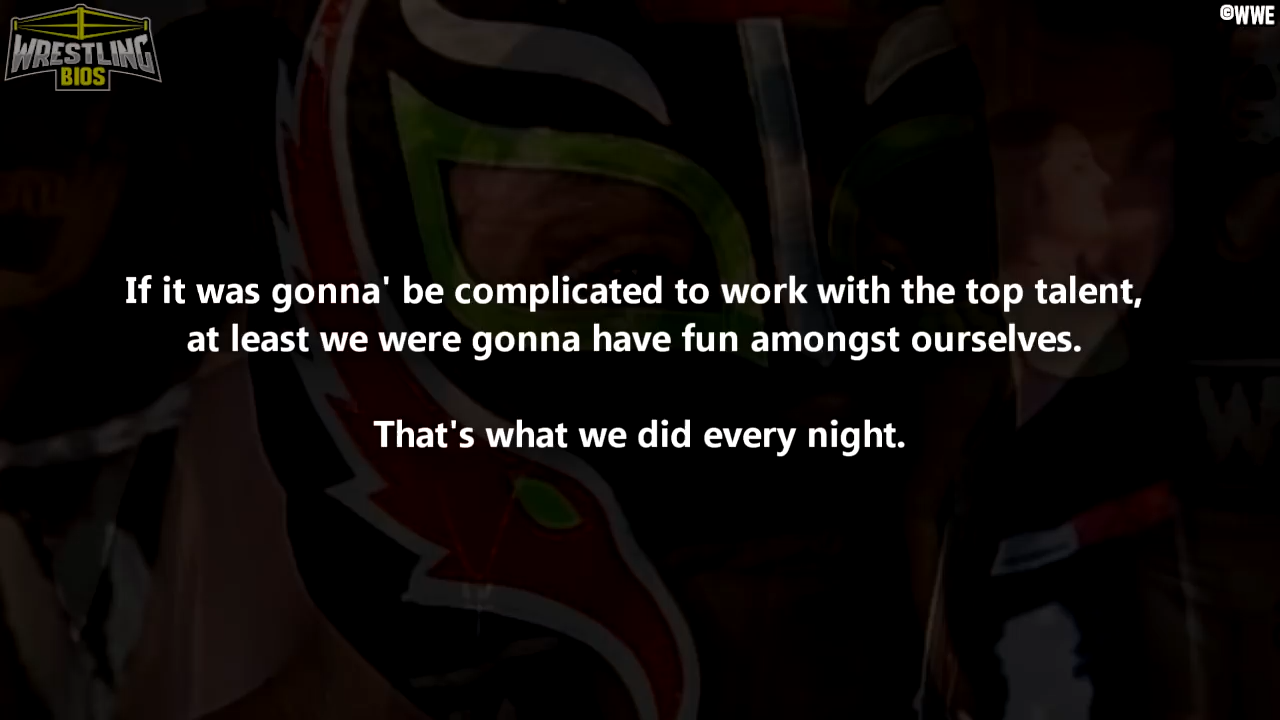 WRESTLING
BIOS
©WWE
If it was gonna' be complicated to work with the top talent,
at least we were gonna have fun amongst ourselves.
That's what we did every night.
W